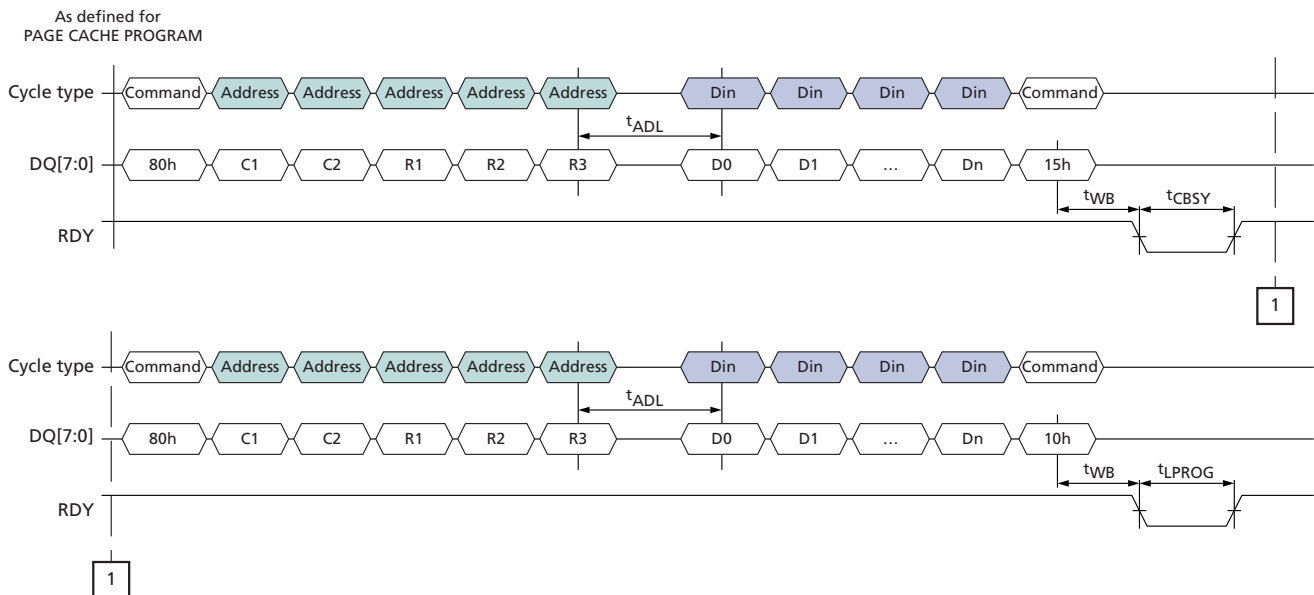 As defined for
PAGE CACHE PROGRAM
Cycle type Command Address Address Address Address Address Din Din Din Din Command
tADL
DQ[7:0] 80h C1 C2 R1 R2 R3 D0 D1 … Dn 15h
tWB tCBSY
RDY
1
Cycle type Command Address Address Address Address Address Din Din Din Din Command
tADL
DQ[7:0] 80h C1 C2 R1 R2 R3 D0 D1 … Dn 10h
tWB tLPROG
RDY
1